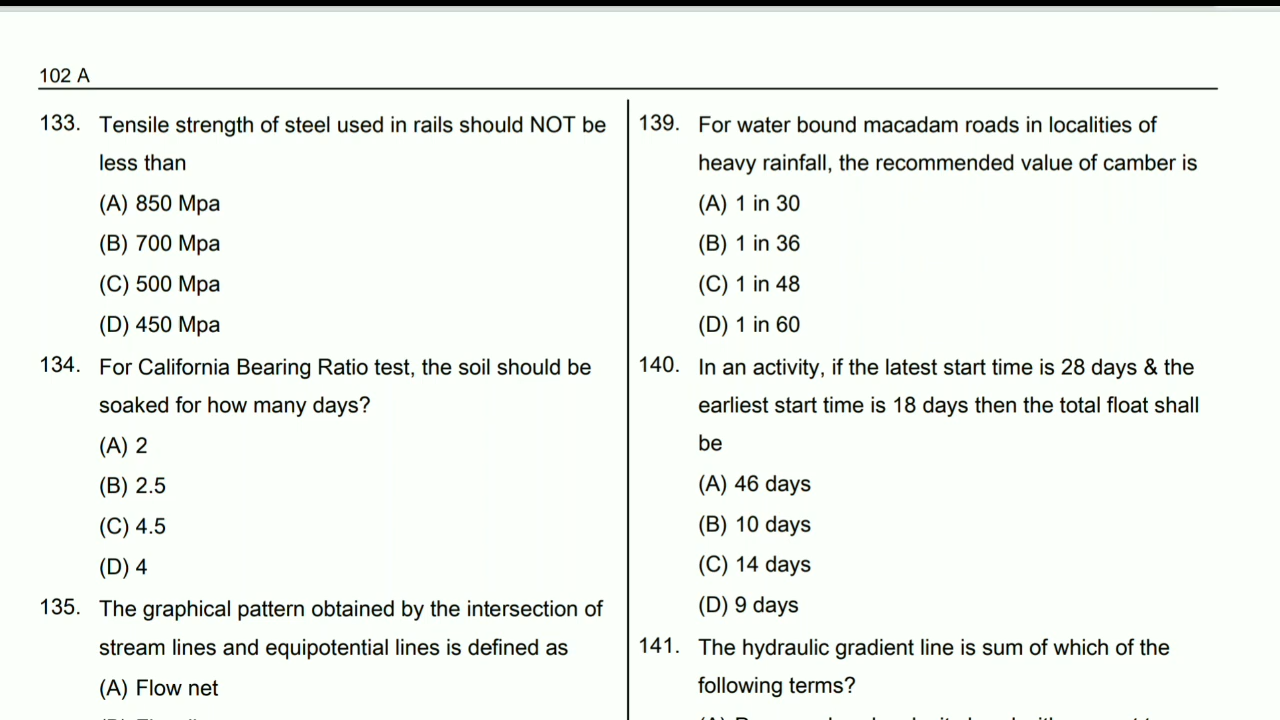 102 A
133. Tensile strength of steel used in rails should NOT be
less than
(A) 850 Mpa
(B) 700 Mpa
(C) 500 Mpa
(D) 450 Mpa
134. For California Bearing Ratio test, the soil should be
soaked for how many days?
(A) 2
(B) 2.5
(C) 4.5
(D) 4
135. The graphical pattern obtained by the intersection of
stream lines and equipotential lines is defined as
(A) Flow net
139. For water bound macadam roads in localities of
heavy rainfall, the recommended value of camber is
(A) 1 in 30
(B) 1 in 36
(C) 1 in 48
(D) 1 in 60
140. In an activity, if the latest start time is 28 days & the
earliest start time is 18 days then the total float shall
be
(A) 46 days
(B) 10 days
(C) 14 days
(D) 9 days
141. The hydraulic gradient line is sum of which of the
following terms?